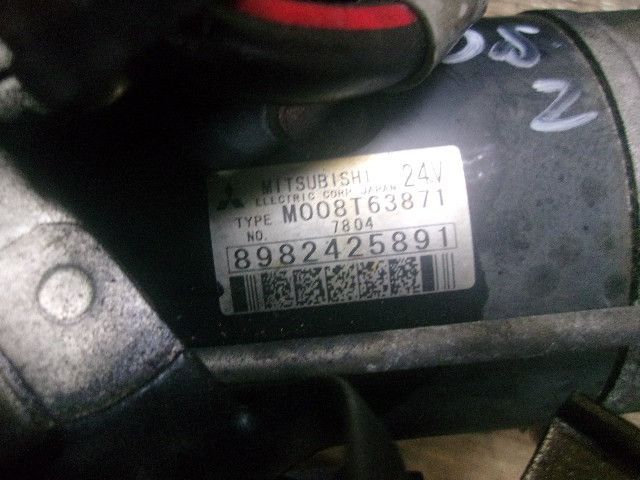 MITSUBISHI 24V
ELECTRIC CORP. JAPAN
TYPE M008T63871
NO. 7804
8982425891